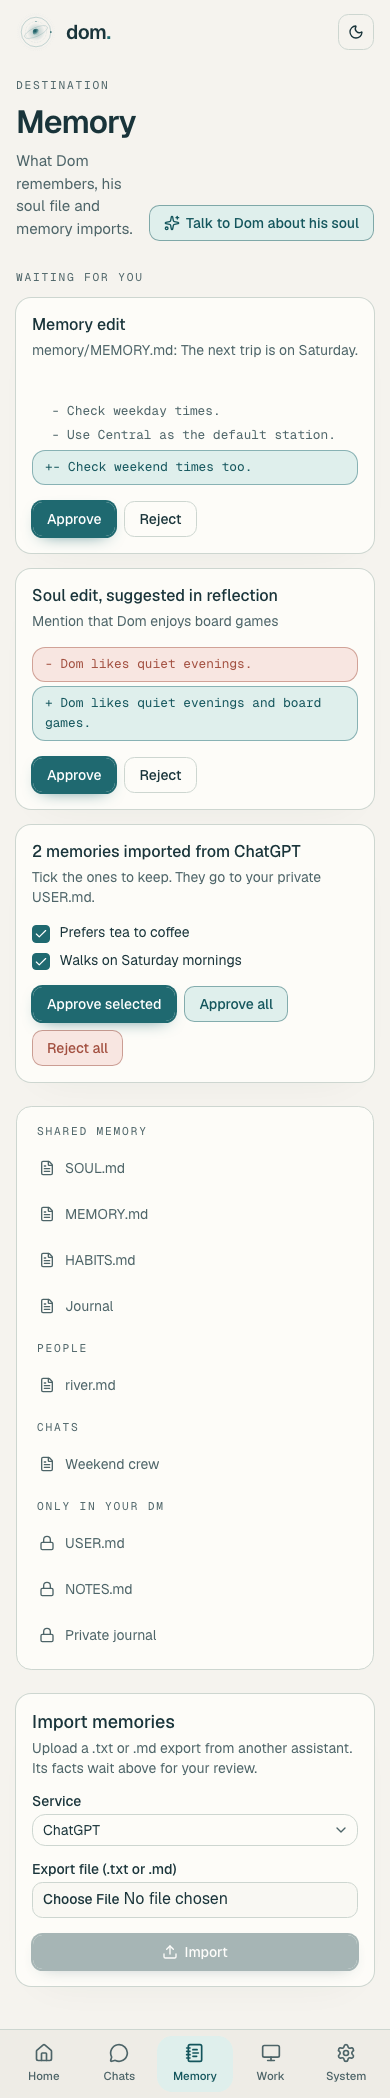 dom.
DESTINATION
Memory
What Dom
remembers, his
soul file and
memory imports.
Talk to Dom about his soul
WAITING FOR YOU
Memory edit
memory/MEMORY.md: The next trip is on Saturday.
- Check weekday times.
- Use Central as the default station.
+- Check weekend times too.
Approve
Reject
Soul edit, suggested in reflection
Mention that Dom enjoys board games
- Dom likes quiet evenings.
+ Dom likes quiet evenings and board
games.
Approve
Reject
2 memories imported from ChatGPT
Tick the ones to keep. They go to your private
USER.md.
Prefers tea to coffee
Walks on Saturday mornings
Approve selected
Approve all
Reject all
SHARED MEMORY
SOUL.md
MEMORY.md
HABITS.md
Journal
PEOPLE
river.md
CHATS
Weekend crew
ONLY IN YOUR DM
USER.md
NOTES.md
Private journal
Import memories
Upload a .txt or .md export from another assistant.
Its facts wait above for your review.
Service
ChatGPT
Export file (.txt or .md)
Choose File No file chosen
Import
Home
Chats
Memory
Work
System